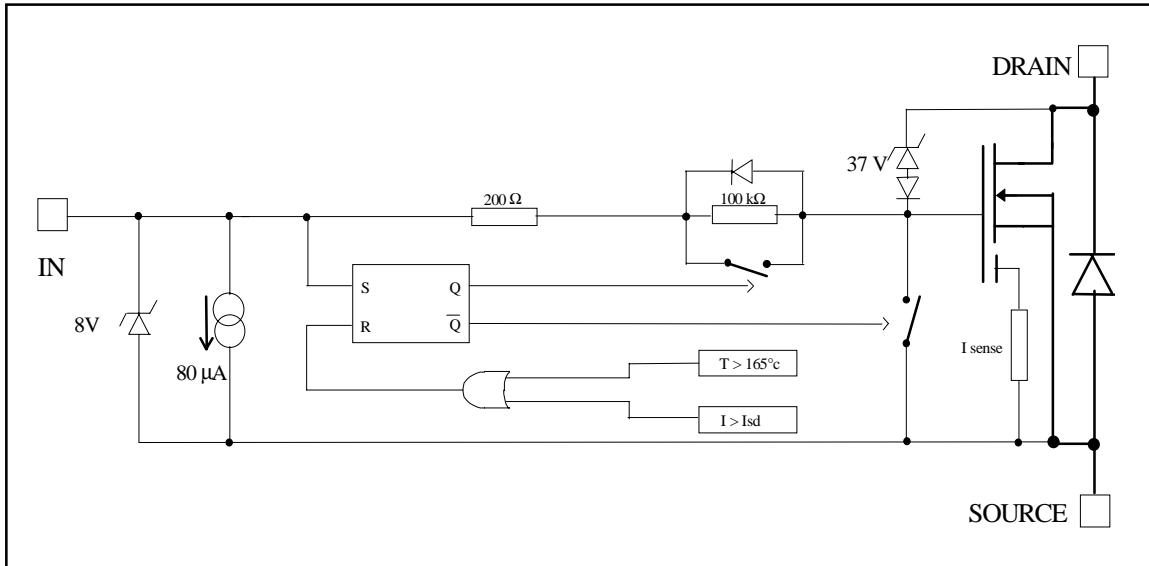 DRAIN
37 V
200 Ω
100 kΩ
IN
8V
80 µA
S
Q
R
Q̅
I sense
T > 165°c
I > Isd
SOURCE